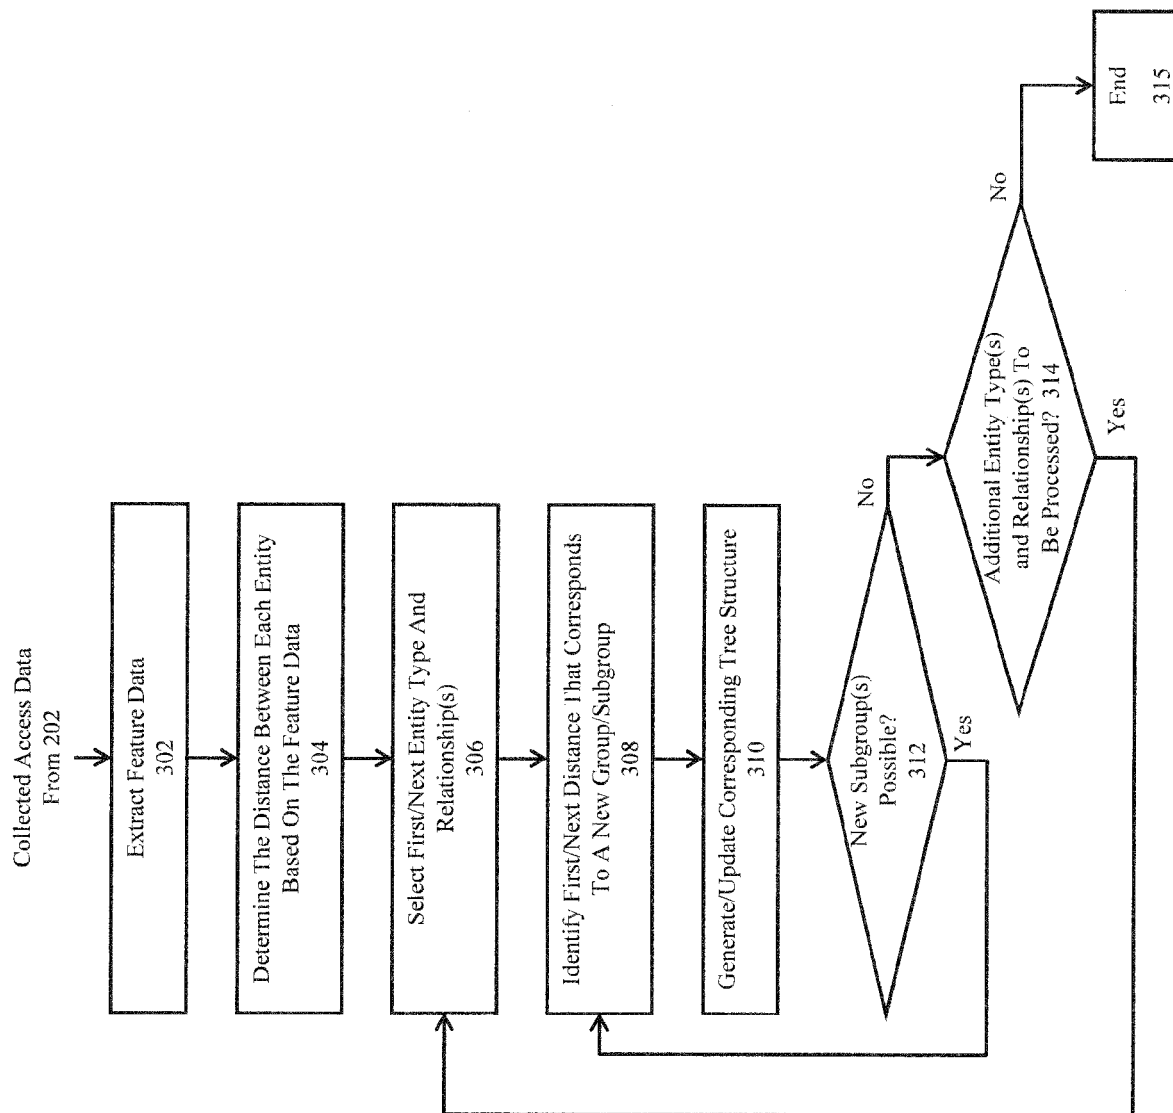 Collected Access Data
From 202
Extract Feature Data
302
Determine The Distance Between Each Entity
Based On The Feature Data
304
Select First/Next Entity Type And
Relationship(s)
306
Identify First/Next Distance That Corresponds
To A New Group/Subgroup
308
Generate/Update Corresponding Tree Structure
310
New Subgroup(s)
Possible?
312
Yes
No
Additional Entity Type(s)
and Relationship(s) To
Be Processed? 314
Yes
No
End
315